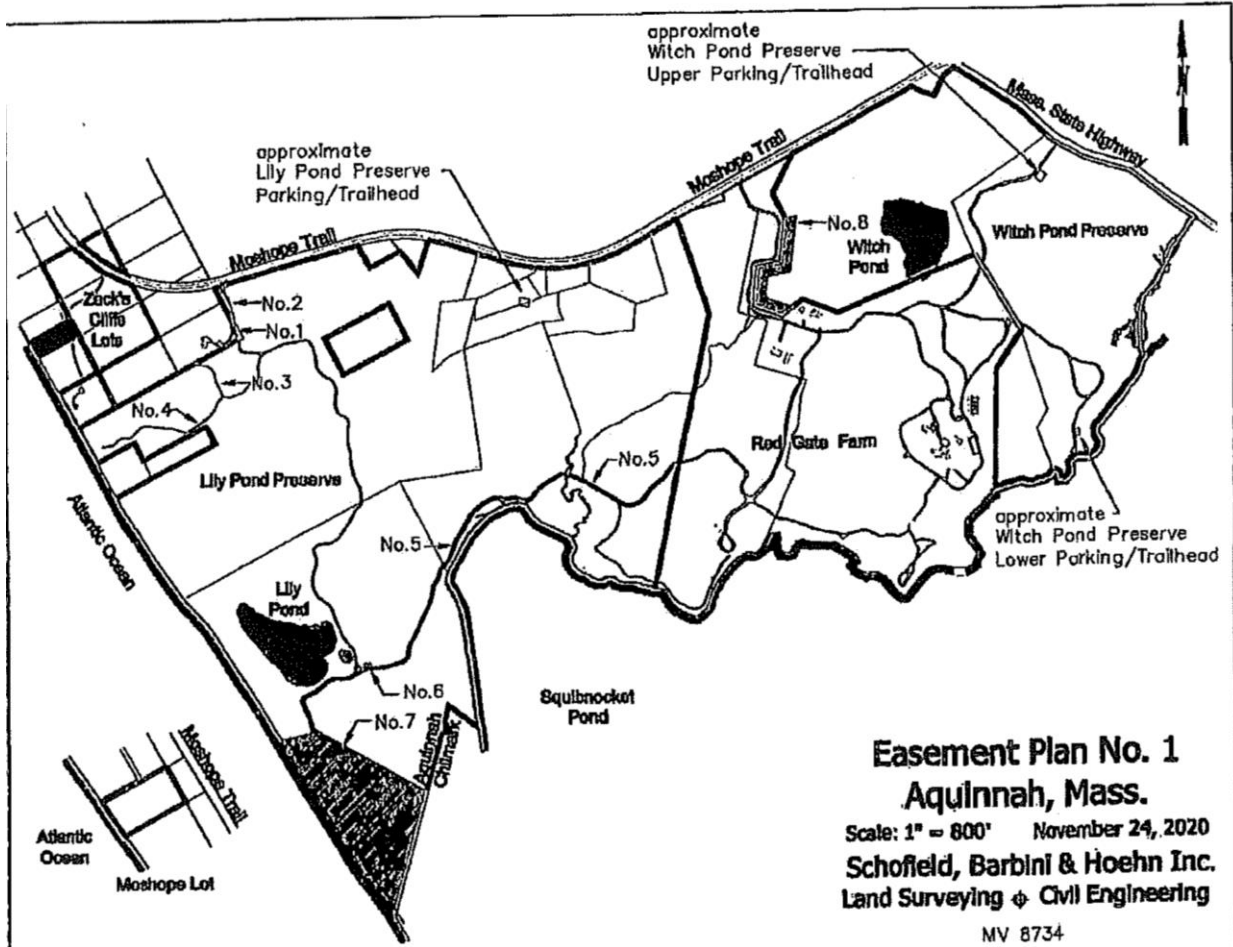 approximate
Witch Pond Preserve
Upper Parking/Trailhead
N
Mass. State Highway
approximate
Lily Pond Preserve
Parking/Trailhead
Moshope Trail
Moshope Trail
No.8
Witch
Pond
Witch Pond Preserve
Zack's
Cliffs
Lots
No.2
No.1
No.3
No.4
Lily Pond Preserve
Red Gate Farm
No.5
No.5
approximate
Witch Pond Preserve
Lower Parking/Trailhead
Atlantic Ocean
Lily
Pond
No.6
No.7
Squibnocket
Pond
Aquinnah
Chilmark
Moshope Trail
Atlantic
Ocean
Moshope Lot
Easement Plan No. 1
Aquinnah, Mass.
Scale: 1" = 800' November 24, 2020
Schofield, Barbini & Hoehn Inc.
Land Surveying Civil Engineering
MV 8734